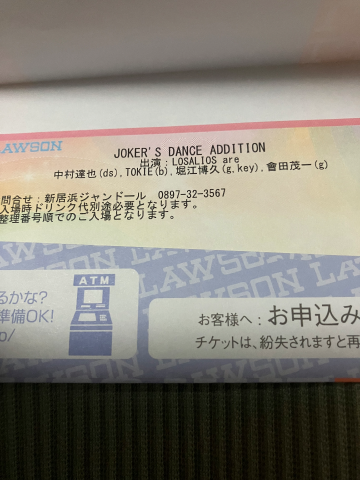 LAWSON
JOKER'S DANCE ADDITION
出演:LOSALIOS are
中村達也(ds),TOKIE(b),堀江博久(g,key),會田茂一(g)
問合せ:新居浜ジャンドール 0897-32-3567
入場時ドリンク代別途必要となります。
整理番号順でのご入場となります。
LAWSON LAWSON
るかな?
準備OK!
p/
ATM
お客様へ:お申込み
チケットは、紛失されますと再